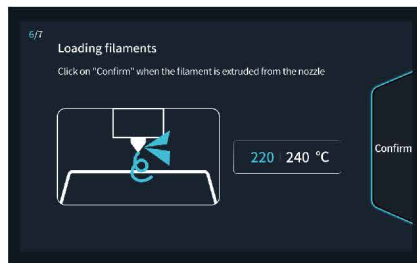 6/7
Loading filaments
Click on "Confirm" when the filament is extruded from the nozzle
220 240 °C
Confirm